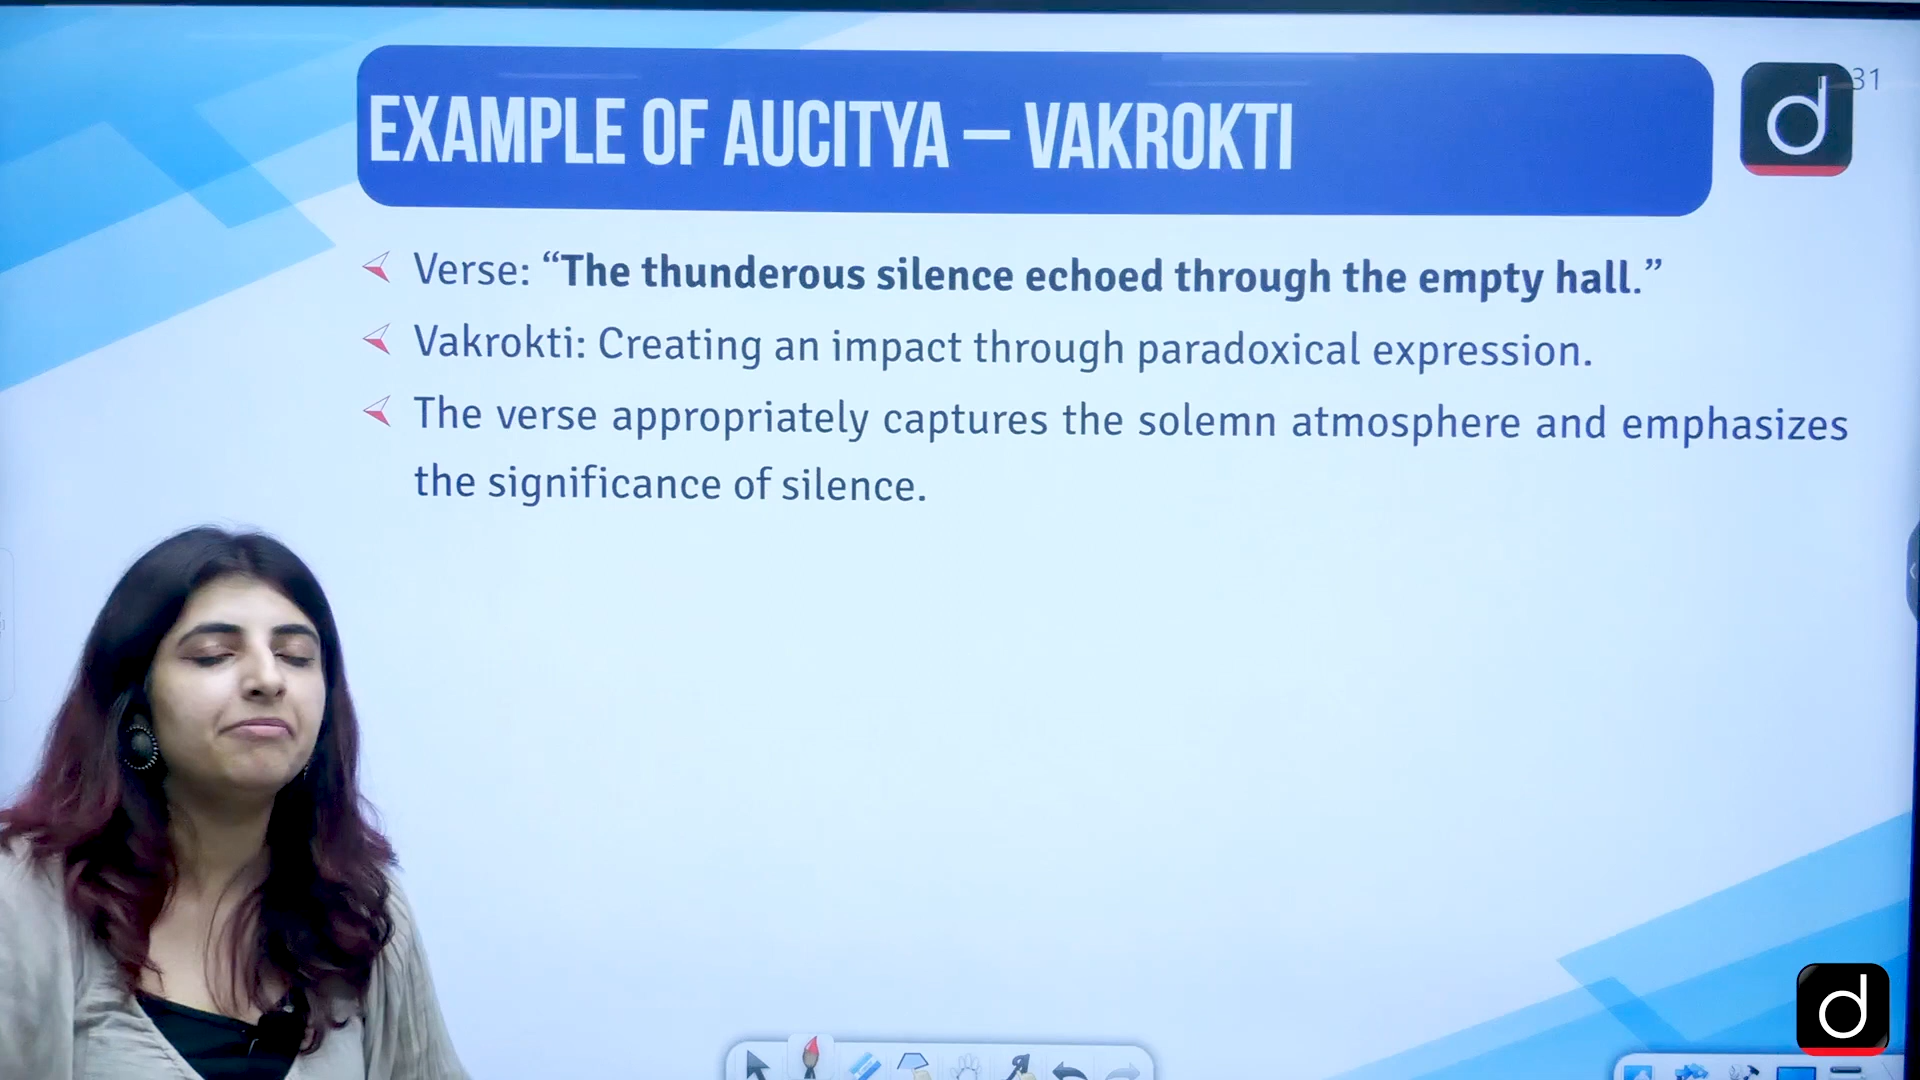 EXAMPLE OF AUCITYA – VAKROKTI
d
31
Verse: “The thunderous silence echoed through the empty hall.”
Vakrokti: Creating an impact through paradoxical expression.
The verse appropriately captures the solemn atmosphere and emphasizes
the significance of silence.
d